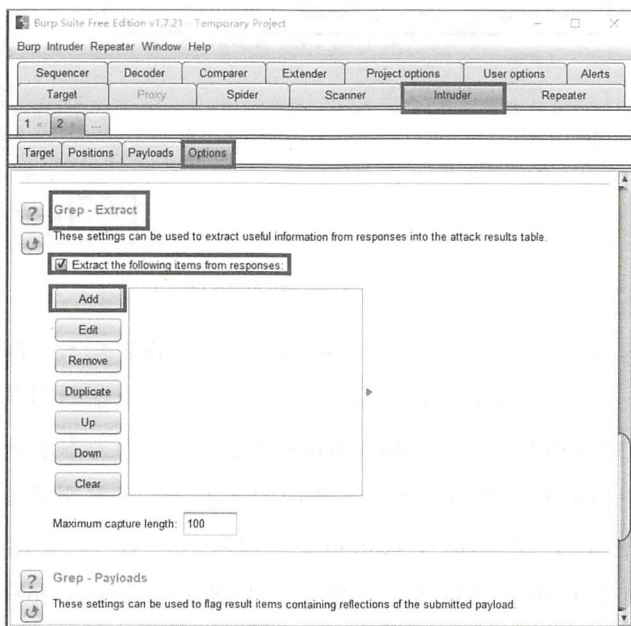 Burp Suite Free Edition v1.7.21 - Temporary Project
Burp Intruder Repeater Window Help
Sequencer Decoder Comparer Extender Project options User options Alerts
Target Proxy Spider Scanner Intruder Repeater
1 × 2 × ...
Target Positions Payloads Options
? Grep - Extract
These settings can be used to extract useful information from responses into the attack results table.
Extract the following items from responses:
Add
Edit
Remove
Duplicate
Up
Down
Clear
Maximum capture length: 100
? Grep - Payloads
These settings can be used to flag result items containing reflections of the submitted payload.